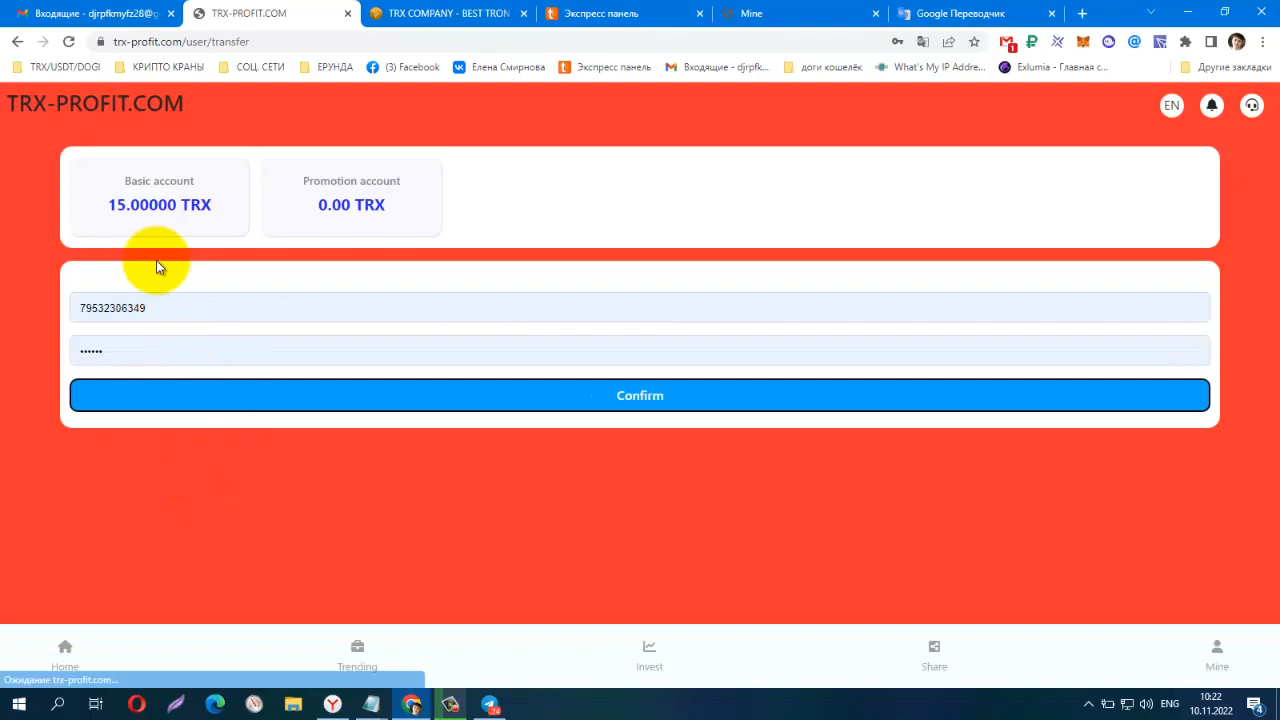 Входящие - djrpfkmyfz28@g
TRX-PROFIT.COM
TRX COMPANY - BEST TRON
Экспресс панель
Mine
Google Переводчик
trx-profit.com/user/transfer
TRX/USDT/DOGI
КРИПТО КРАНЫ
СОЦ. СЕТИ
ЕРУНДА
(3) Facebook
Елена Смирнова
Экспресс панель
Входящие - djrpfk...
доги кошелёк
What's My IP Addre...
Exlumia - Главная с...
Другие закладки
TRX-PROFIT.COM
EN
Basic account
15.00000 TRX
Promotion account
0.00 TRX
79532306349
••••••
Confirm
Home
Trending
Invest
Share
Mine
Ожидание trx-profit.com...
ENG
10:22
10.11.2022